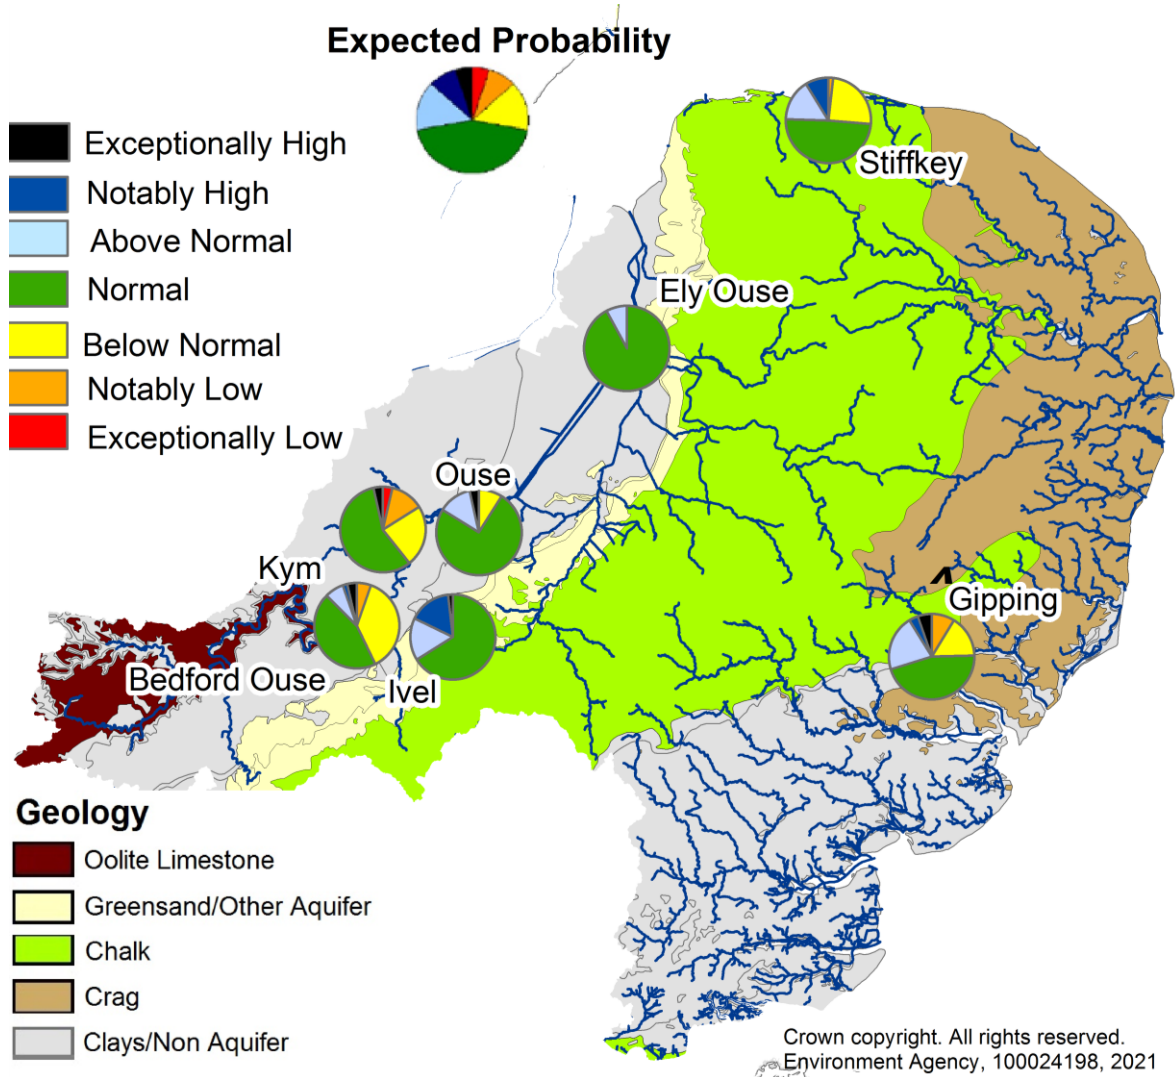 Expected Probability
Exceptionally High
Notably High
Above Normal
Normal
Below Normal
Notably Low
Exceptionally Low
Stiffkey
Ely Ouse
Ouse
Kym
Gipping
Bedford Ouse
Ivel
Geology
Oolite Limestone
Greensand/Other Aquifer
Chalk
Crag
Clays/Non Aquifer
Crown copyright. All rights reserved.
Environment Agency, 100024198, 2021